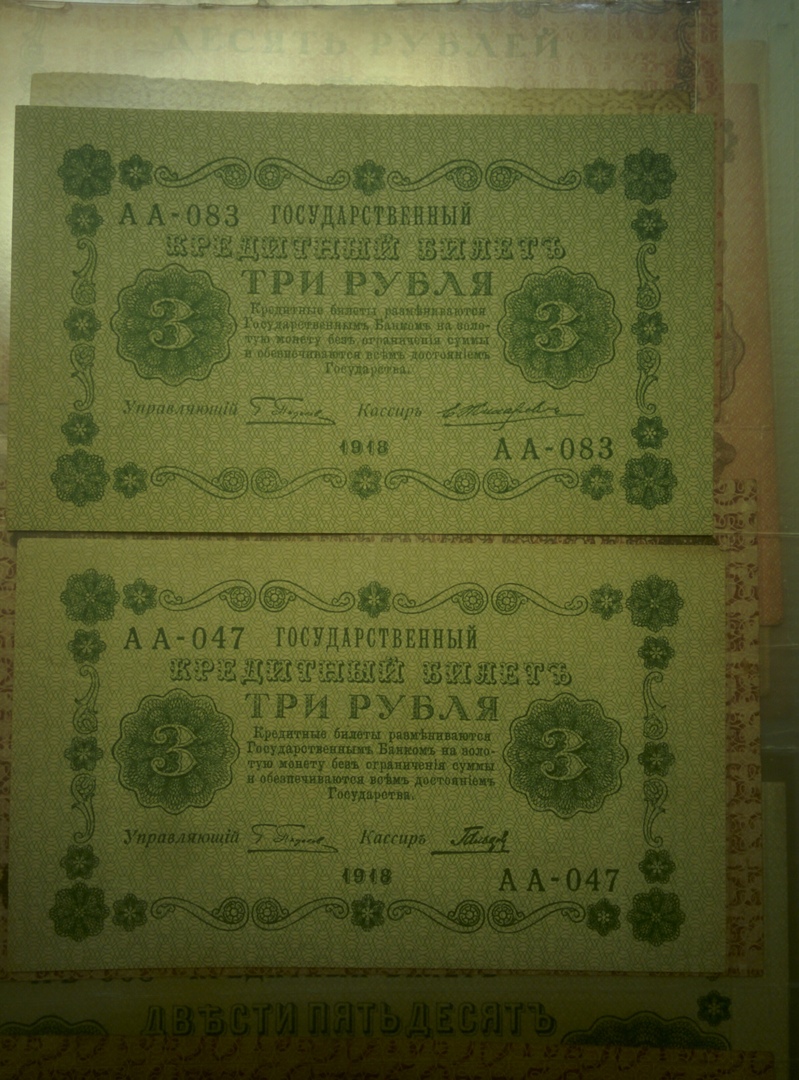 ДЕСЯТЬ РУБЛЕЙ
АА-083 ГОСУДАРСТВЕННЫЙ
КРЕДИТНЫЙ БИЛЕТЪ
ТРИ РУБЛЯ
3 3
Кредитные билеты размѣниваются
Государственнымъ Банкомъ на золо-
тую монету безъ ограниченія суммы
и обезпечиваются всѣмъ достояніемъ
Государства.
Управляющій Кассиръ
1918 АА-083
АА-047 ГОСУДАРСТВЕННЫЙ
КРЕДИТНЫЙ БИЛЕТЪ
ТРИ РУБЛЯ
3 3
Кредитные билеты размѣниваются
Государственнымъ Банкомъ на золо-
тую монету безъ ограниченія суммы
и обезпечиваются всѣмъ достояніемъ
Государства.
Управляющій Кассиръ
1918 АА-047
ДВѢСТИ ПЯТЬДЕСЯТЪ